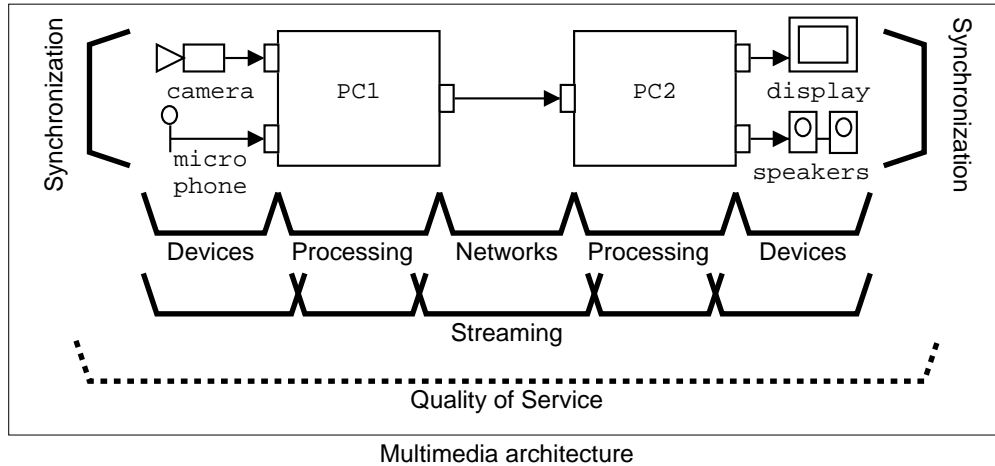 Synchronization
camera
micro
phone
PC1
PC2
display
speakers
Synchronization
Devices
Processing
Networks
Processing
Devices
Streaming
Quality of Service
Multimedia architecture